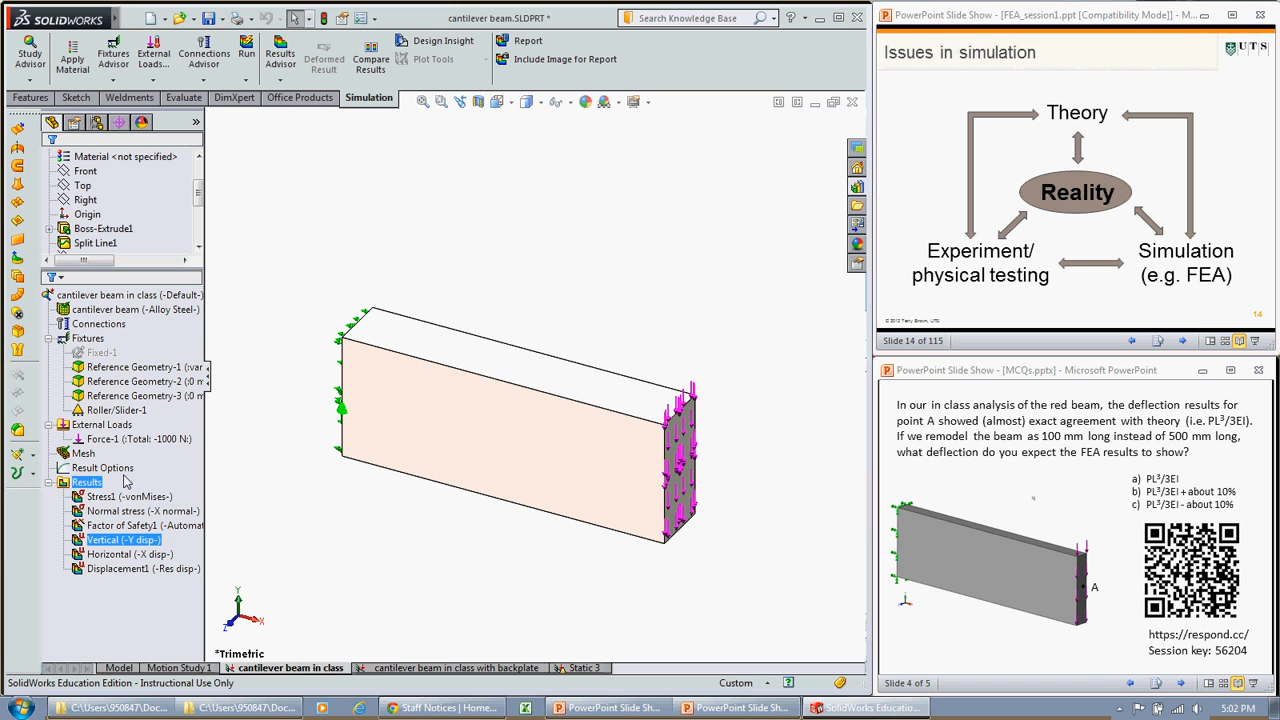 SOLIDWORKS
cantilever beam.SLDPRT *
Search Knowledge Base
Study Advisor
Apply Material
Fixtures Advisor
External Loads...
Connections Advisor
Run
Results Advisor
Deformed Result
Compare Results
Design Insight
Plot Tools
Report
Include Image for Report
Features
Sketch
Weldments
Evaluate
DimXpert
Office Products
Simulation
Material <not specified>
Front
Top
Right
Origin
Boss-Extrude1
Split Line1
cantilever beam in class (-Default-)
cantilever beam (-Alloy Steel-)
Connections
Fixtures
Fixed-1
Reference Geometry-1 (:var
Reference Geometry-2 (:0 m
Reference Geometry-3 (:0 m
Roller/Slider-1
External Loads
Force-1 (:Total: -1000 N:)
Mesh
Result Options
Results
Stress1 (-vonMises-)
Normal stress (-X normal-)
Factor of Safety1 (-Automat
Vertical (-Y disp-)
Horizontal (-X disp-)
Displacement1 (-Res disp-)
Y
X
Z
*Trimetric
Model
Motion Study 1
cantilever beam in class
cantilever beam in class with backplate
Static 3
SolidWorks Education Edition - Instructional Use Only
Custom
PowerPoint Slide Show - [FEA_session1.ppt [Compatibility Mode]] - M...
Issues in simulation
UTS
Theory
Reality
Experiment/
physical testing
Simulation
(e.g. FEA)
© 2012 Terry Brown, UTS
14
Slide 14 of 115
PowerPoint Slide Show - [MCQs.pptx] - Microsoft PowerPoint
In our in class analysis of the red beam, the deflection results for
point A showed (almost) exact agreement with theory (i.e. PL³/3EI).
If we remodel the beam as 100 mm long instead of 500 mm long,
what deflection do you expect the FEA results to show?
a) PL³/3EI
b) PL³/3EI + about 10%
c) PL³/3EI - about 10%
A
https://respond.cc/
Session key: 56204
Slide 4 of 5
C:\Users\950847\Doc...
C:\Users\950847\Doc...
Staff Notices | Home...
PowerPoint Slide Sh...
PowerPoint Slide Sh...
SolidWorks Educatio...
5:02 PM